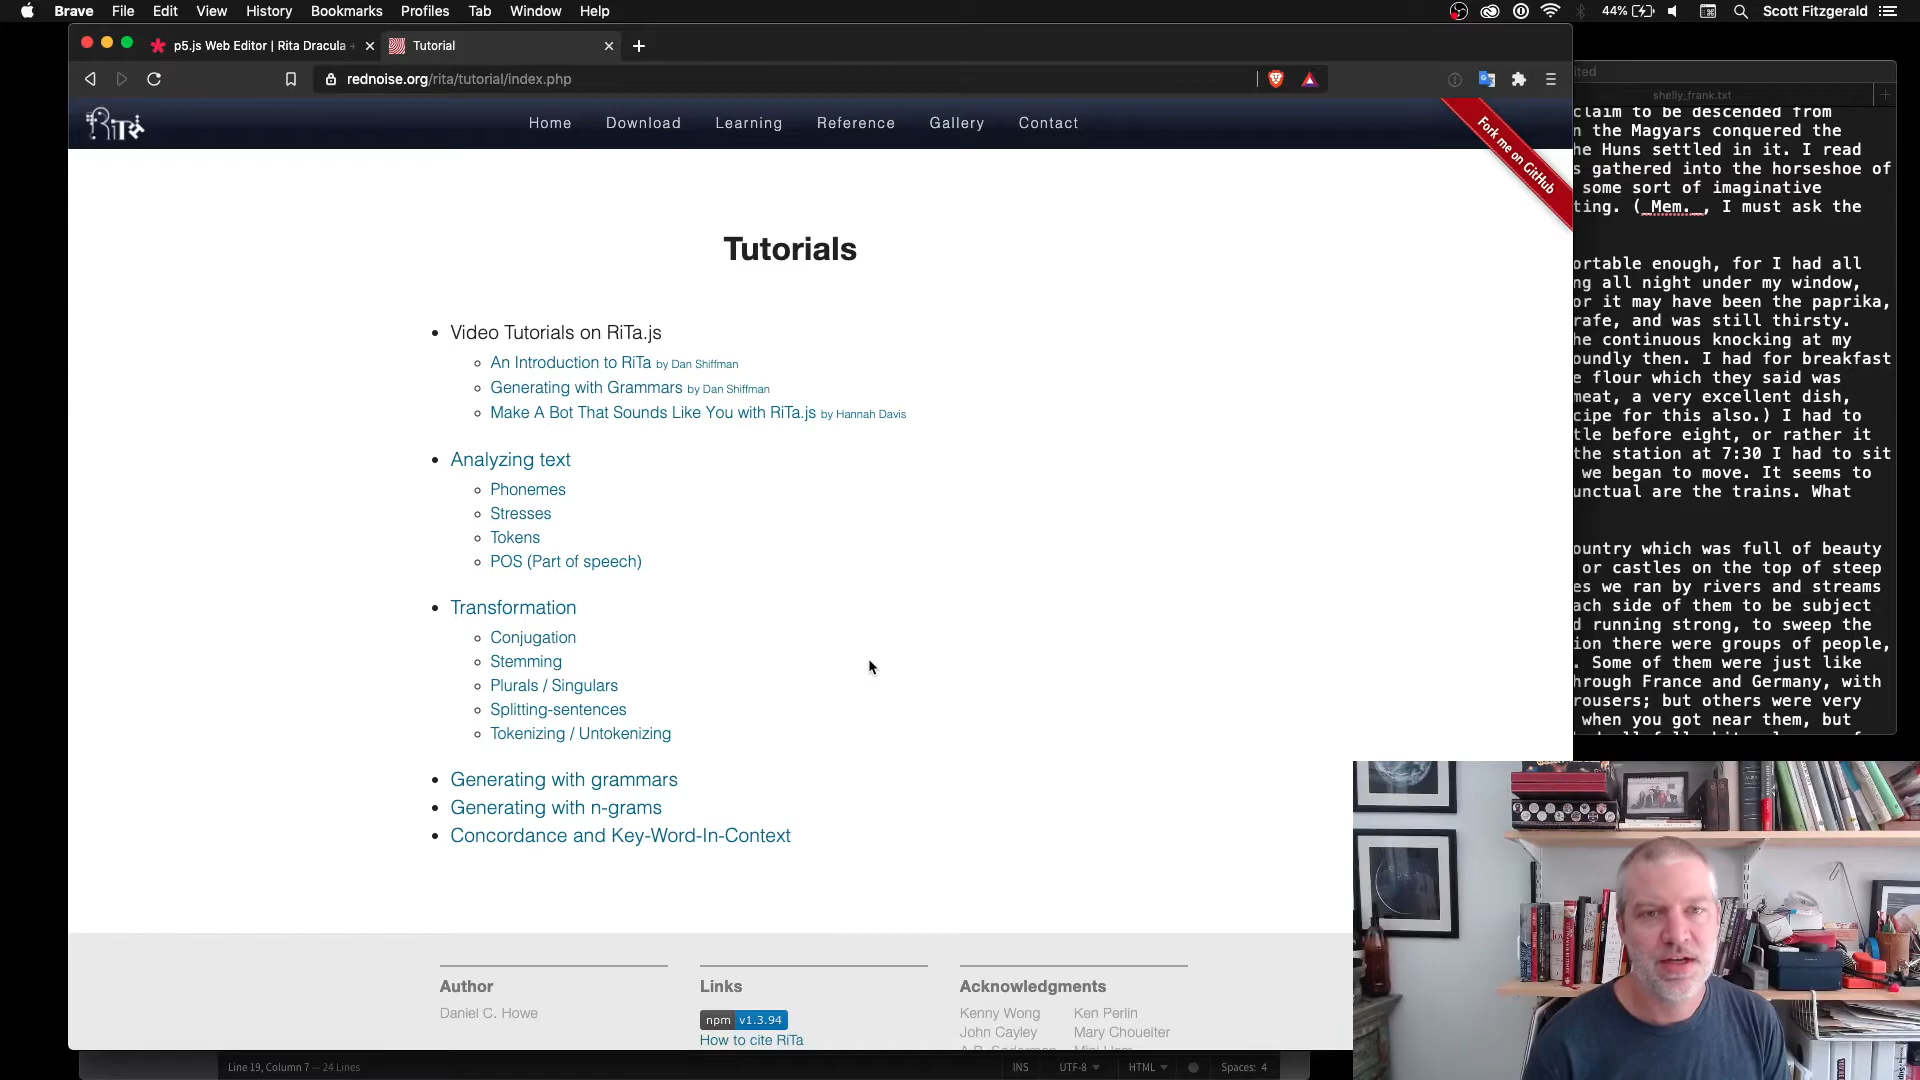 Brave File Edit View History Bookmarks Profiles Tab Window Help
44% Scott Fitzgerald
p5.js Web Editor | Rita Dracula
Tutorial
rednoise.org/rita/tutorial/index.php
RiTa
Home Download Learning Reference Gallery Contact
Fork me on GitHub
Tutorials
Video Tutorials on RiTa.js
An Introduction to RiTa by Dan Shiffman
Generating with Grammars by Dan Shiffman
Make A Bot That Sounds Like You with RiTa.js by Hannah Davis
Analyzing text
Phonemes
Stresses
Tokens
POS (Part of speech)
Transformation
Conjugation
Stemming
Plurals / Singulars
Splitting-sentences
Tokenizing / Untokenizing
Generating with grammars
Generating with n-grams
Concordance and Key-Word-In-Context
Author
Daniel C. Howe
Links
npm v1.3.94
How to cite RiTa
Acknowledgments
Kenny Wong Ken Perlin
John Cayley Mary Choueiter
Line 19, Column 7 — 24 Lines
INS UTF-8 HTML Spaces: 4
ited
shelly_frank.txt
claim to be descended from
n the Magyars conquered the
he Huns settled in it. I read
s gathered into the horseshoe of
some sort of imaginative
ting. (_Mem._, I must ask the
ortable enough, for I had all
ng all night under my window,
or it may have been the paprika,
rafe, and was still thirsty.
he continuous knocking at my
oundly then. I had for breakfast
e flour which they said was
meat, a very excellent dish,
cipe for this also.) I had to
tle before eight, or rather it
the station at 7:30 I had to sit
we began to move. It seems to
unctual are the trains. What
ountry which was full of beauty
or castles on the top of steep
es we ran by rivers and streams
ach side of them to be subject
d running strong, to sweep the
ion there were groups of people,
. Some of them were just like
hrough France and Germany, with
rousers; but others were very
when you got near them, but